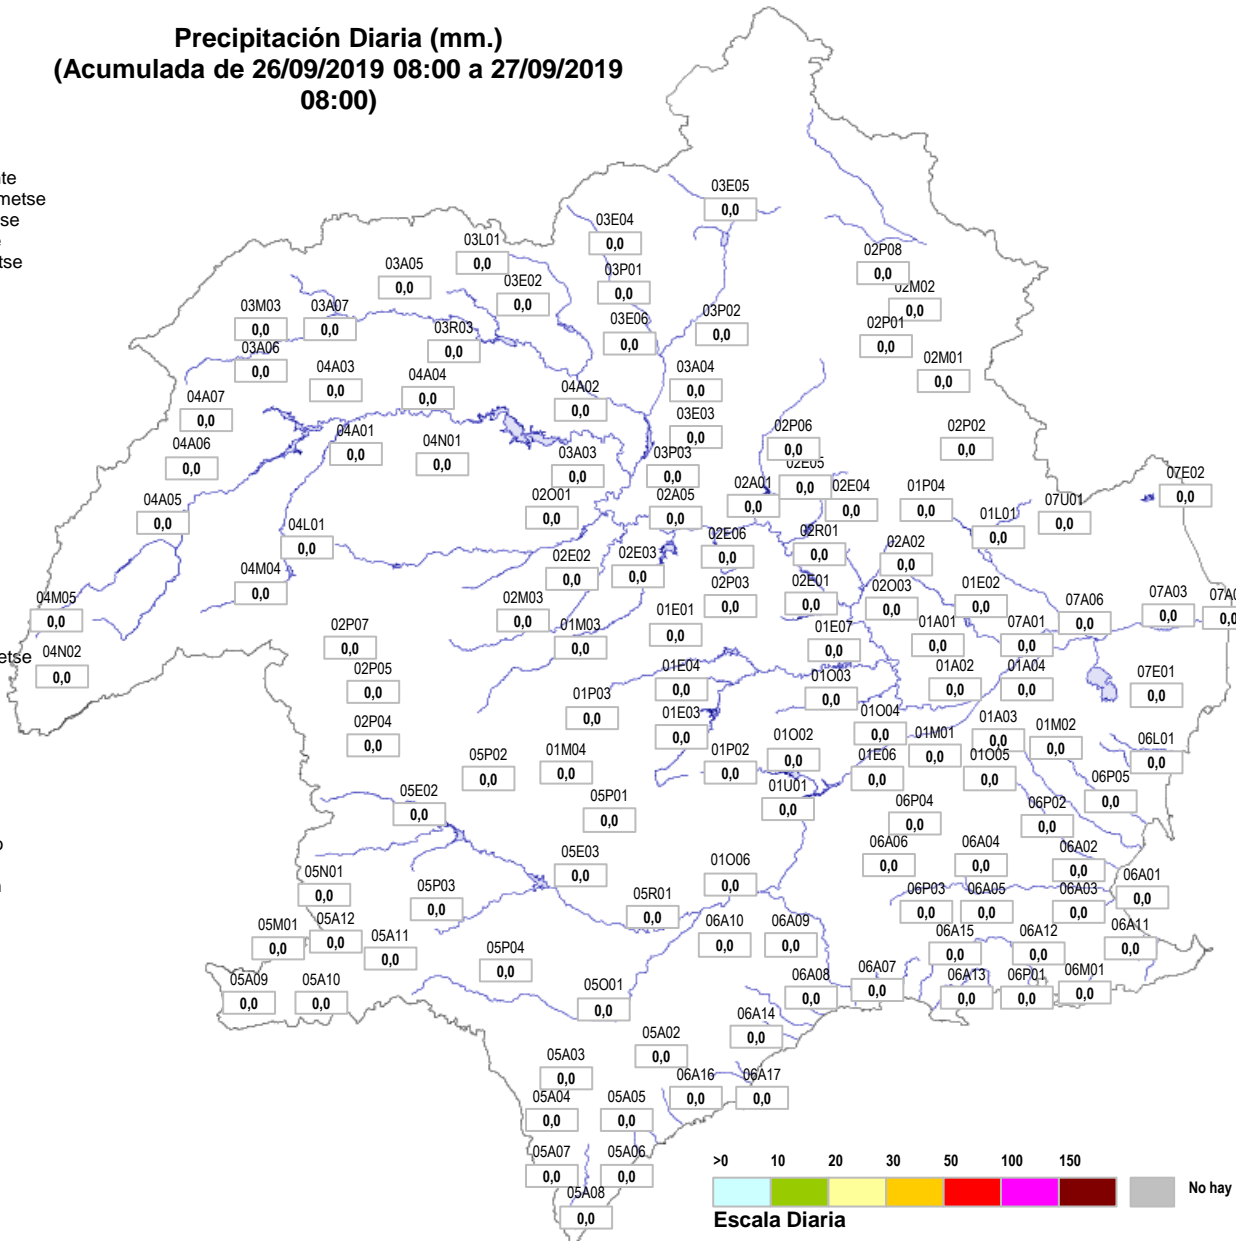 Precipitación Diaria (mm.)
(Acumulada de 26/09/2019 08:00 a 27/09/2019
08:00)
03E05
0,0
03E04
0,0
03L01
0,0
02P08
0,0
03A05
0,0
03P01
0,0
03E02
0,0
02M02
0,0
03M03
0,0
03A07
0,0
03P02
0,0
03E06
0,0
03R03
0,0
02P01
0,0
03A06
0,0
02M01
0,0
04A03
0,0
03A04
0,0
04A04
0,0
04A02
0,0
04A07
0,0
03E03
0,0
02P06
0,0
02P02
0,0
04A01
0,0
04A06
0,0
04N01
0,0
03A03
0,0
03P03
0,0
02E05
0,0
07E02
0,0
02A01
0,0
02E04
0,0
01P04
0,0
04A05
0,0
02O01
0,0
02A05
0,0
07U01
0,0
01L01
0,0
04L01
0,0
02E06
0,0
02R01
0,0
02A02
0,0
02E02
0,0
02E03
0,0
04M04
0,0
02P03
0,0
02E01
0,0
02O03
0,0
01E02
0,0
04M05
0,0
02M03
0,0
01E01
0,0
07A06
0,0
07A03
0,0
01M03
0,0
02P07
0,0
01E07
0,0
01A01
0,0
07A01
0,0
04N02
0,0
02P05
0,0
01E04
0,0
01O03
0,0
01A02
0,0
01A04
0,0
07E01
0,0
01P03
0,0
02P04
0,0
01E03
0,0
01O04
0,0
01A03
0,0
01M02
0,0
01O02
0,0
01M01
0,0
06L01
0,0
05P02
0,0
01M04
0,0
01P02
0,0
01E06
0,0
01O05
0,0
05E02
0,0
05P01
0,0
01U01
0,0
06P05
0,0
06P04
0,0
06P02
0,0
05E03
0,0
01O06
0,0
06A06
0,0
06A04
0,0
06A02
0,0
05N01
0,0
05P03
0,0
05R01
0,0
06P03
0,0
06A05
0,0
06A03
0,0
06A01
0,0
05M01
0,0
05A12
0,0
05A11
0,0
06A10
0,0
06A09
0,0
06A15
0,0
06A12
0,0
06A11
0,0
05P04
0,0
05A09
0,0
05A10
0,0
05O01
0,0
06A08
0,0
06A07
0,0
06A13
0,0
06P01
0,0
06M01
0,0
06A14
0,0
05A02
0,0
05A03
0,0
06A16
0,0
06A17
0,0
05A04
0,0
05A05
0,0
05A07
0,0
05A06
0,0
05A08
0,0
>0 10 20 30 50 100 150
No hay
Escala Diaria